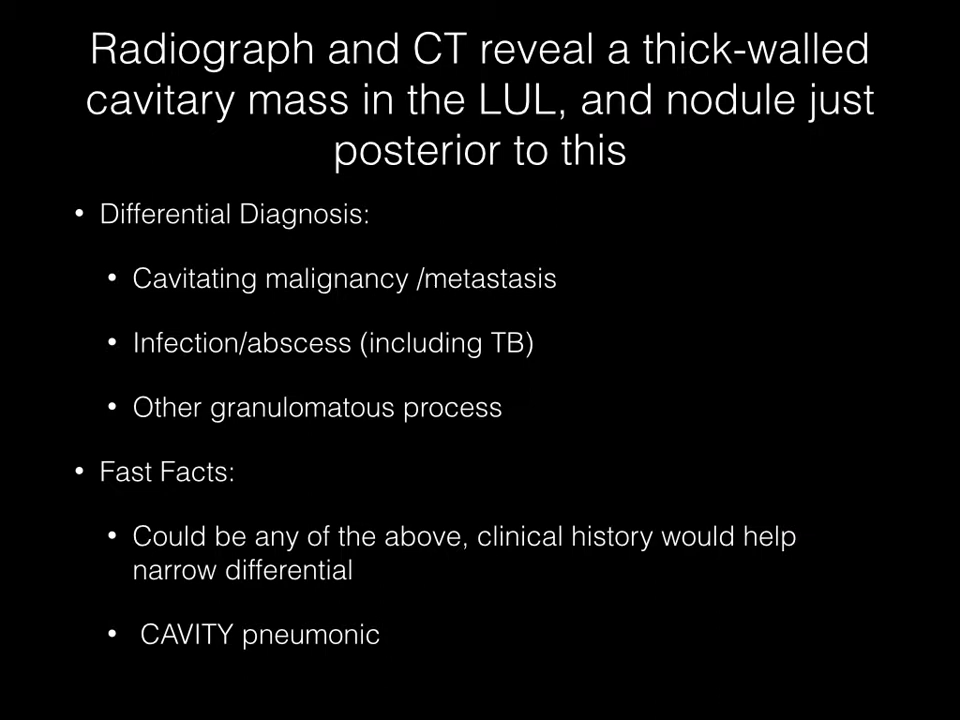 Radiograph and CT reveal a thick-walled
cavitary mass in the LUL, and nodule just
posterior to this
• Differential Diagnosis:
• Cavitating malignancy /metastasis
• Infection/abscess (including TB)
• Other granulomatous process
• Fast Facts:
• Could be any of the above, clinical history would help
narrow differential
• CAVITY pneumonic